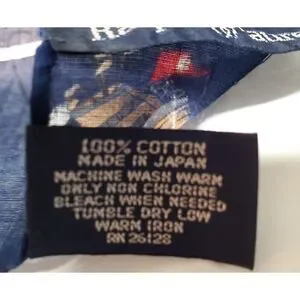 100% COTTON
MADE IN JAPAN
MACHINE WASH WARM
ONLY NON CHLORINE
BLEACH WHEN NEEDED
TUMBLE DRY LOW
WARM IRON
RN 26128